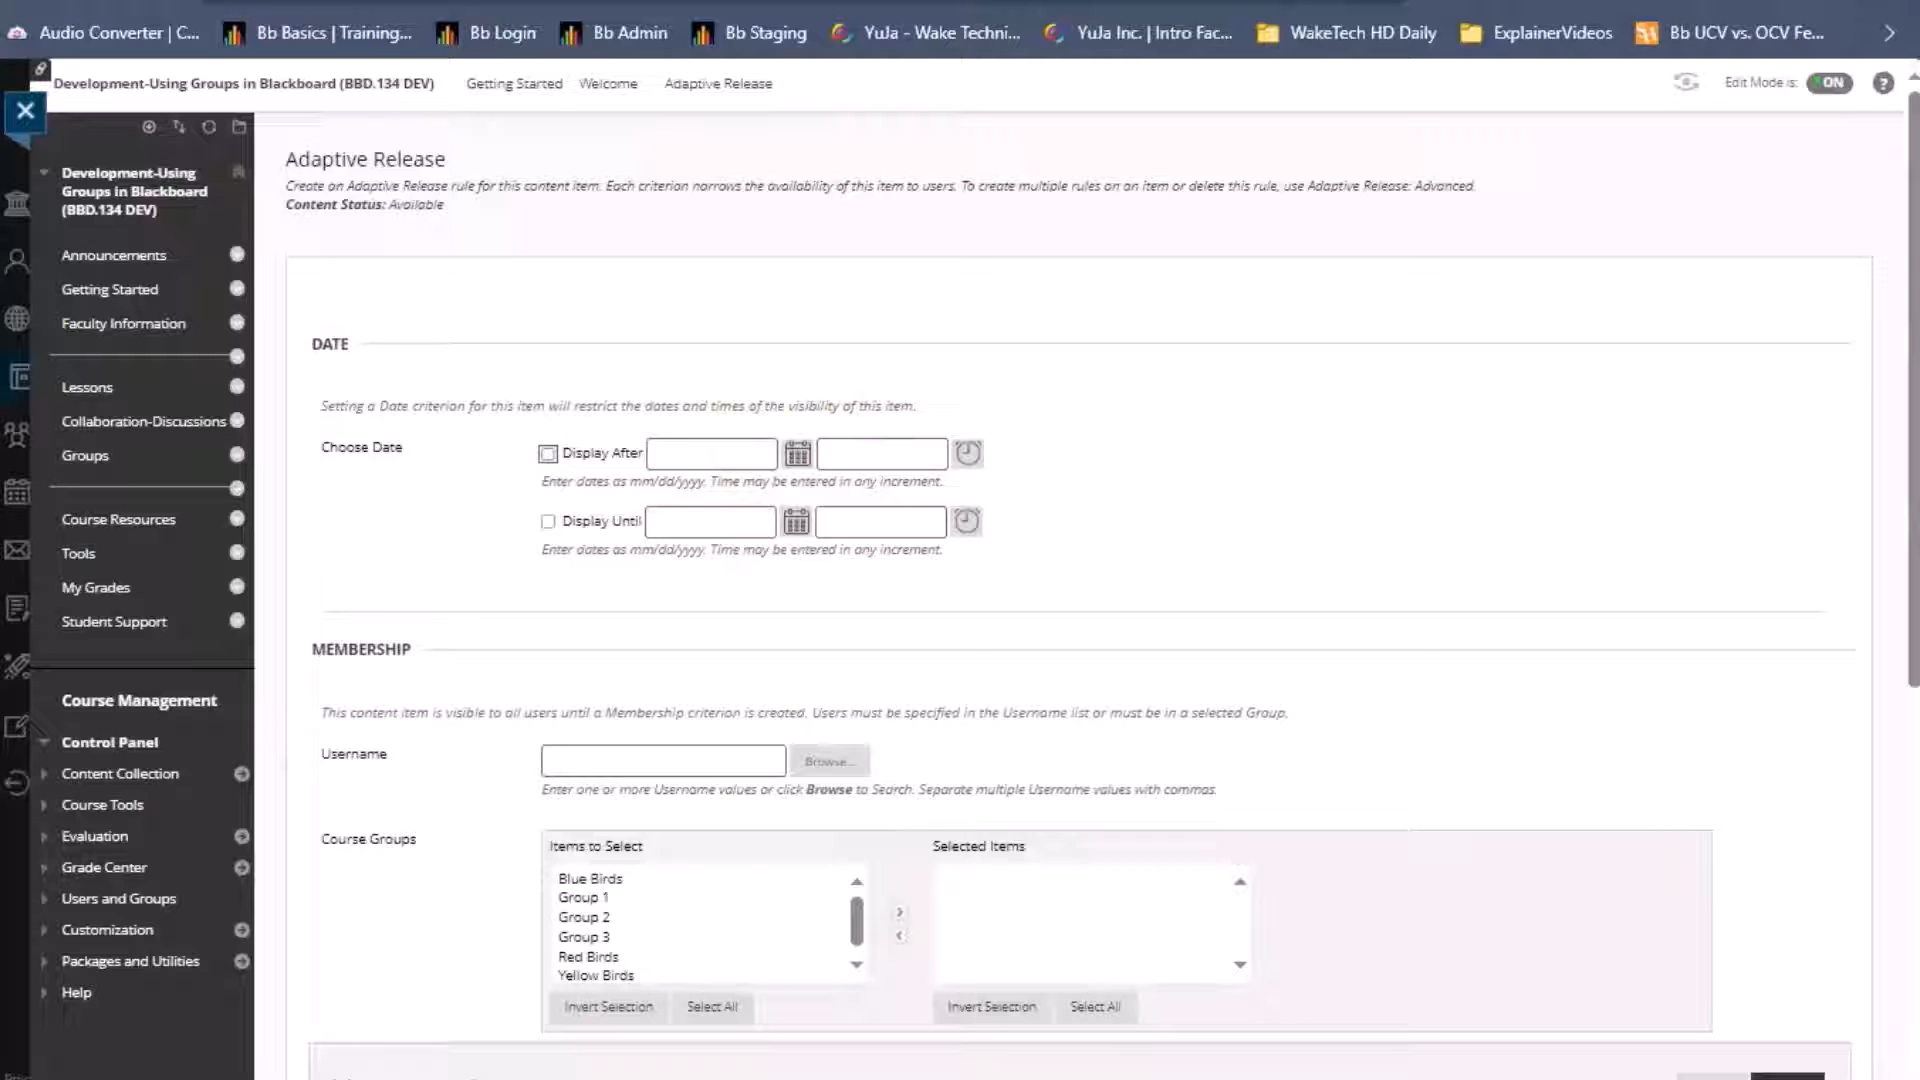 Audio Converter | C...
Bb Basics | Training...
Bb Login
Bb Admin
Bb Staging
YuJa - Wake Techni...
YuJa Inc. | Intro Fac...
WakeTech HD Daily
ExplainerVideos
Bb UCV vs. OCV Fe...
Development-Using Groups in Blackboard (BBD.134 DEV)
Getting Started
Welcome
Adaptive Release
Edit Mode is:
ON
?
Development-Using
Groups in Blackboard
(BBD.134 DEV)
Announcements
Getting Started
Faculty Information
Lessons
Collaboration-Discussions
Groups
Course Resources
Tools
My Grades
Student Support
Course Management
Control Panel
Content Collection
Course Tools
Evaluation
Grade Center
Users and Groups
Customization
Packages and Utilities
Help
Adaptive Release
Create an Adaptive Release rule for this content item. Each criterion narrows the availability of this item to users. To create multiple rules on an item or delete this rule, use Adaptive Release: Advanced.
Content Status: Available
DATE
Setting a Date criterion for this item will restrict the dates and times of the visibility of this item.
Choose Date
Display After
Enter dates as mm/dd/yyyy. Time may be entered in any increment.
Display Until
Enter dates as mm/dd/yyyy. Time may be entered in any increment.
MEMBERSHIP
This content item is visible to all users until a Membership criterion is created. Users must be specified in the Username list or must be in a selected Group.
Username
Browse...
Enter one or more Username values or click Browse to Search. Separate multiple Username values with commas.
Course Groups
Items to Select
Selected Items
Blue Birds
Group 1
Group 2
Group 3
Red Birds
Yellow Birds
Invert Selection
Select All
Invert Selection
Select All